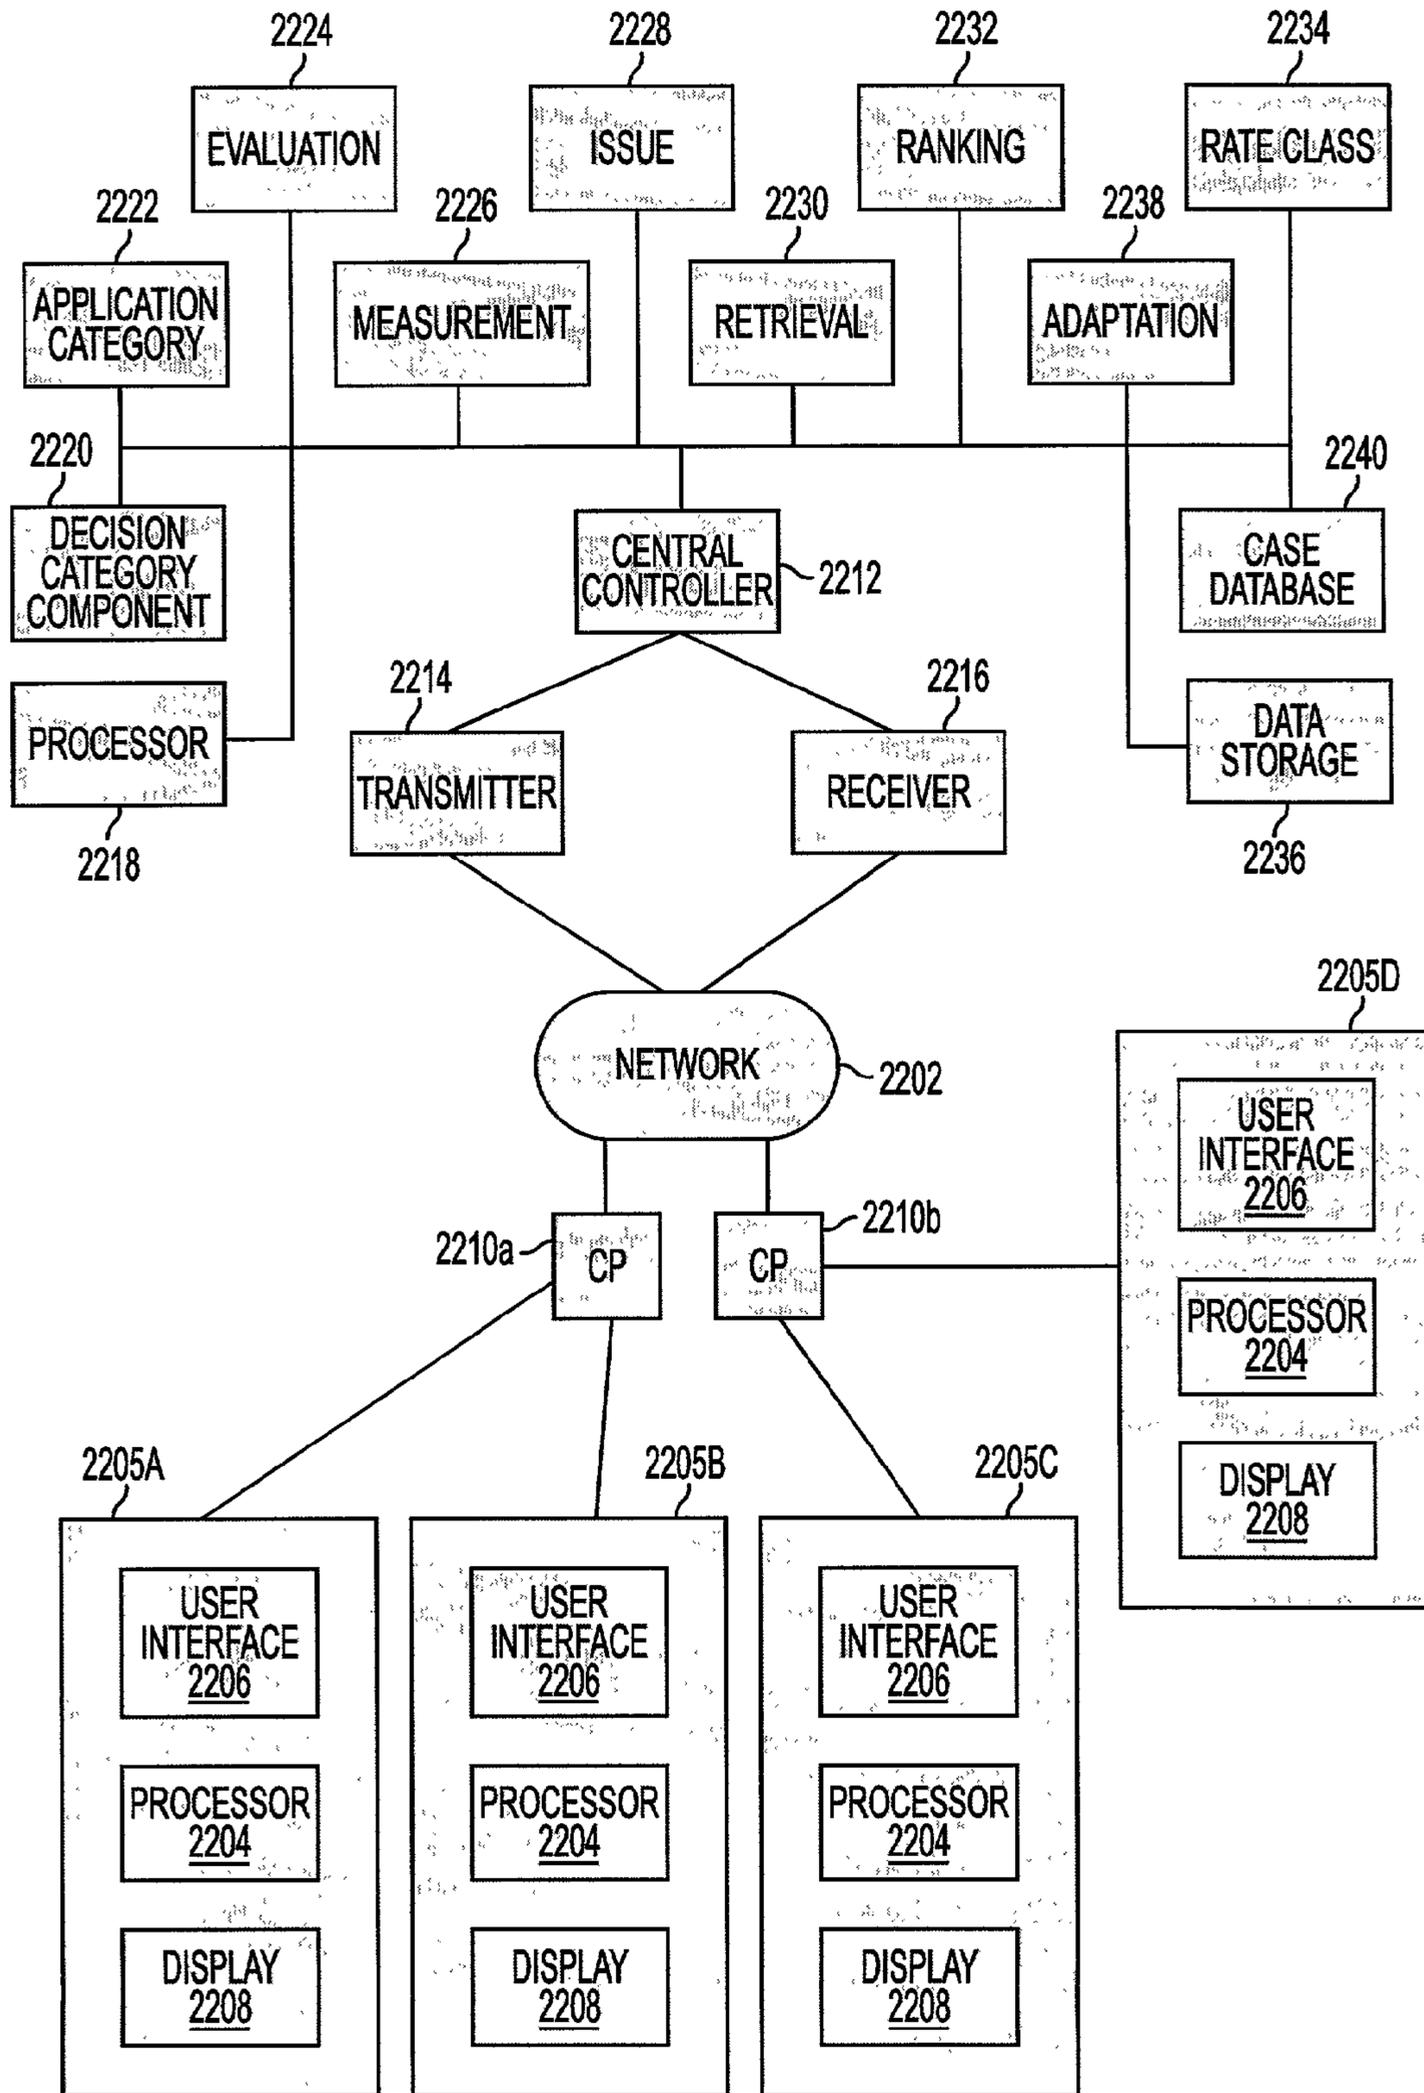 2224
2228
2232
2234
EVALUATION
ISSUE
RANKING
RATE CLASS
2222
2226
2230
2238
APPLICATION
CATEGORY
MEASUREMENT
RETRIEVAL
ADAPTATION
2220
2240
DECISION
CATEGORY
COMPONENT
CENTRAL
CONTROLLER
2212
CASE
DATABASE
2214
2216
PROCESSOR
TRANSMITTER
RECEIVER
DATA
STORAGE
2218
2236
NETWORK
2202
2205D
USER
INTERFACE
2206
PROCESSOR
2204
DISPLAY
2208
2210a
CP
CP
2210b
2205A
2205B
2205C
USER
INTERFACE
2206
PROCESSOR
2204
DISPLAY
2208
USER
INTERFACE
2206
PROCESSOR
2204
DISPLAY
2208
USER
INTERFACE
2206
PROCESSOR
2204
DISPLAY
2208